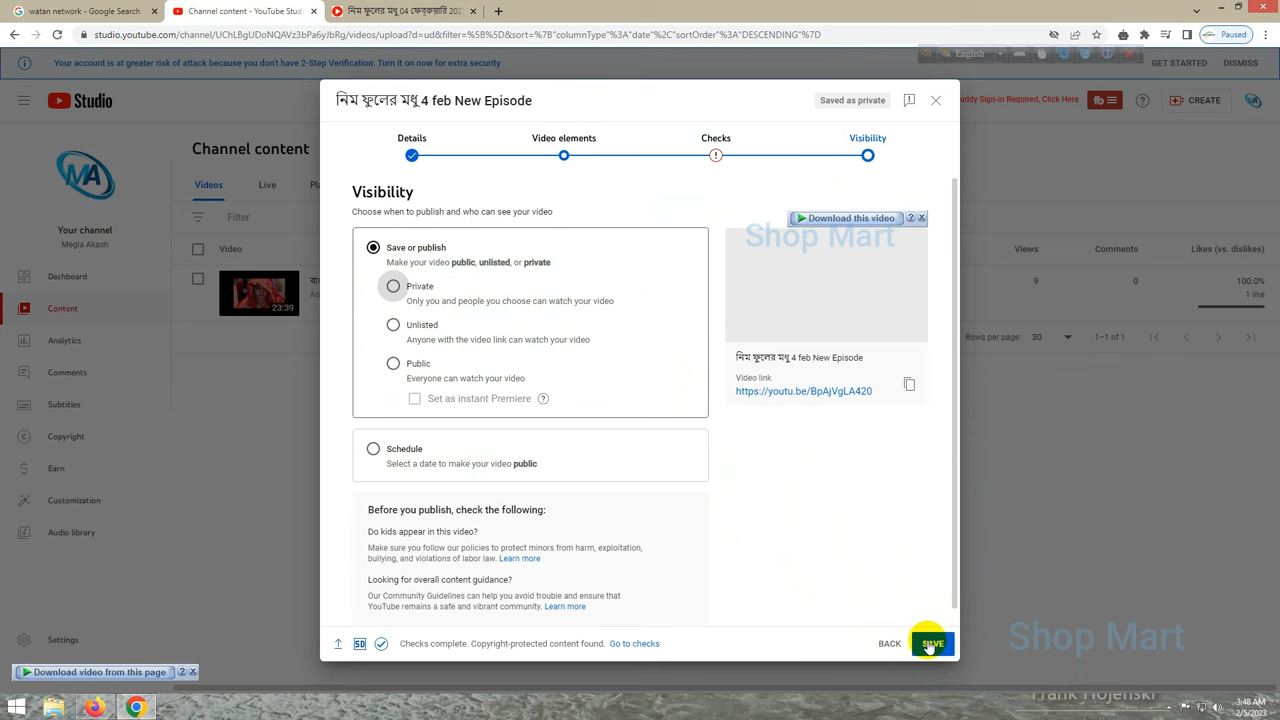 watan network - Google Search
Channel content - YouTube Studio
নিম ফুলের মধু 04 ফেব্রুয়ারি 202
studio.youtube.com/channel/UChLBgUDoNQAVz3bPa6yJbRg/videos/upload?d=ud&filter=%5B%5D&sort=%7B"columnType"%3A"date"%2C"sortOrder"%3A"DESCENDING"%7D
Paused
English
Your account is at greater risk of attack because you don't have 2-Step Verification. Turn it on now for extra security
GET STARTED
DISMISS
Studio
নিম ফুলের মধু 4 feb New Episode
Saved as private
uddy Sign-in Required, Click Here
CREATE
Details
Video elements
Checks
Visibility
Channel content
Videos
Live
Filter
Your channel
Megla Akash
Video
Views
Comments
Likes (vs. dislikes)
23:39
9
0
100.0%
1 like
Rows per page:
30
1–1 of 1
Dashboard
Content
Analytics
Comments
Subtitles
Copyright
Earn
Customization
Audio library
Settings
Visibility
Choose when to publish and who can see your video
Save or publish
Make your video public, unlisted, or private
Private
Only you and people you choose can watch your video
Unlisted
Anyone with the video link can watch your video
Public
Everyone can watch your video
Set as instant Premiere
Schedule
Select a date to make your video public
Before you publish, check the following:
Do kids appear in this video?
Make sure you follow our policies to protect minors from harm, exploitation,
bullying, and violations of labor law. Learn more
Looking for overall content guidance?
Our Community Guidelines can help you avoid trouble and ensure that
YouTube remains a safe and vibrant community. Learn more
Download this video
Shop Mart
নিম ফুলের মধু 4 feb New Episode
Video link
https://youtu.be/BpAjVgLA420
SD
Checks complete. Copyright-protected content found. Go to checks
BACK
SAVE
Shop Mart
Download video from this page
Frank Hojenski
3:48 AM
2/5/2023